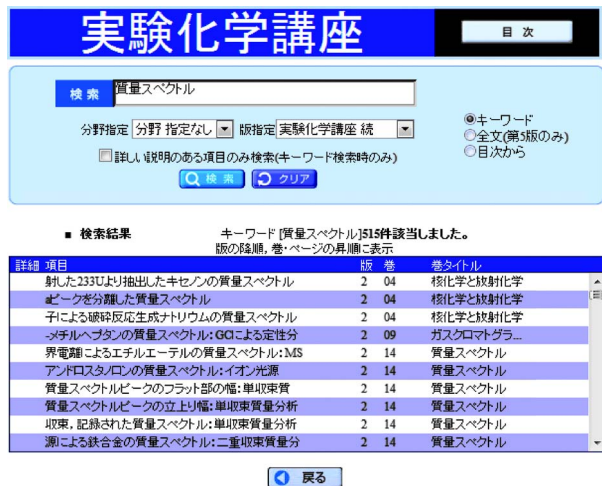 実験化学講座
目 次
検 索 質量スペクトル
分野指定 分野 指定なし 版指定 実験化学講座 続
詳しい説明のある項目のみ検索(キーワード検索時のみ)
検 索 クリア
キーワード
全文(第5版のみ)
目次から
■ 検索結果 キーワード [質量スペクトル]515件該当しました。
版の降順, 巻・ページの昇順に表示
詳細 項目 版 巻 巻タイトル
射した233Uより抽出したキセノンの質量スペクトル 2 04 核化学と放射化学
ピークを分離した質量スペクトル 2 04 核化学と放射化学
子による破砕反応生成ナトリウムの質量スペクトル 2 04 核化学と放射化学
-メチルヘプタンの質量スペクトル:GCIによる定性分 2 09 ガスクロマトグラ...
界電離によるエチルエーテルの質量スペクトル:MS 2 14 質量スペクトル
アンドロスタノロンの質量スペクトル:イオン光源 2 14 質量スペクトル
質量スペクトルピークのフラット部の幅:単収束質 2 14 質量スペクトル
質量スペクトルピークの立上り幅:単収束質量分析 2 14 質量スペクトル
収束, 記録された質量スペクトル:単収束質量分析 2 14 質量スペクトル
源による鉄合金の質量スペクトル:二重収束質量分 2 14 質量スペクトル
戻る